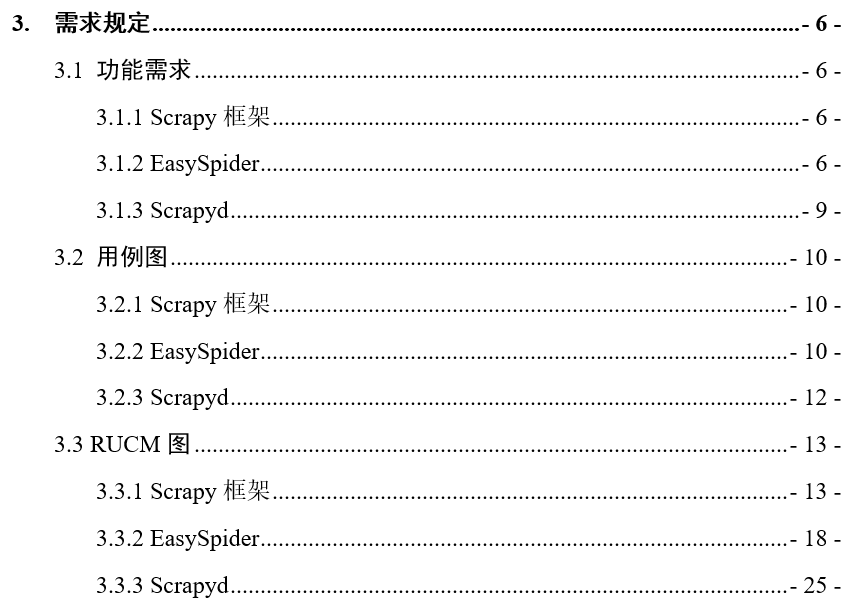 3. 需求规定................................................................- 6 -
3.1 功能需求................................................................- 6 -
3.1.1 Scrapy 框架................................................................- 6 -
3.1.2 EasySpider................................................................- 6 -
3.1.3 Scrapyd................................................................- 9 -
3.2 用例图................................................................- 10 -
3.2.1 Scrapy 框架................................................................- 10 -
3.2.2 EasySpider................................................................- 10 -
3.2.3 Scrapyd................................................................- 12 -
3.3 RUCM 图................................................................- 13 -
3.3.1 Scrapy 框架................................................................- 13 -
3.3.2 EasySpider................................................................- 18 -
3.3.3 Scrapyd................................................................- 25 -